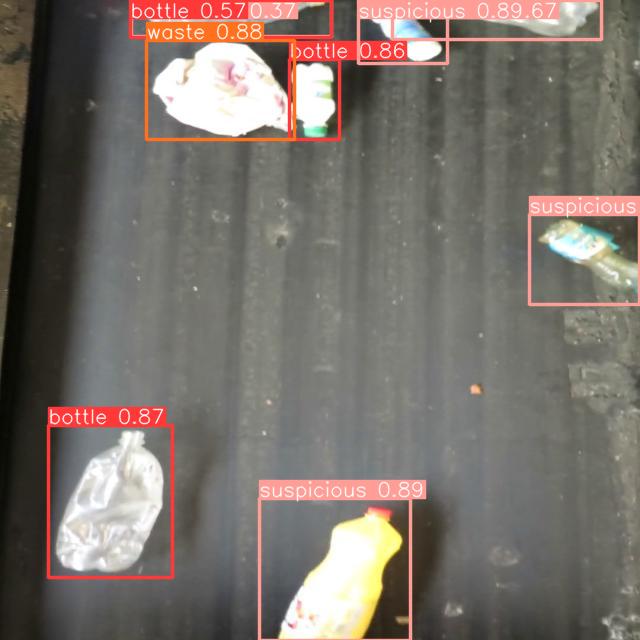 bottle 0.57 0.37
suspicious 0.89 .67
waste 0.88
bottle 0.86
suspicious
bottle 0.87
suspicious 0.89